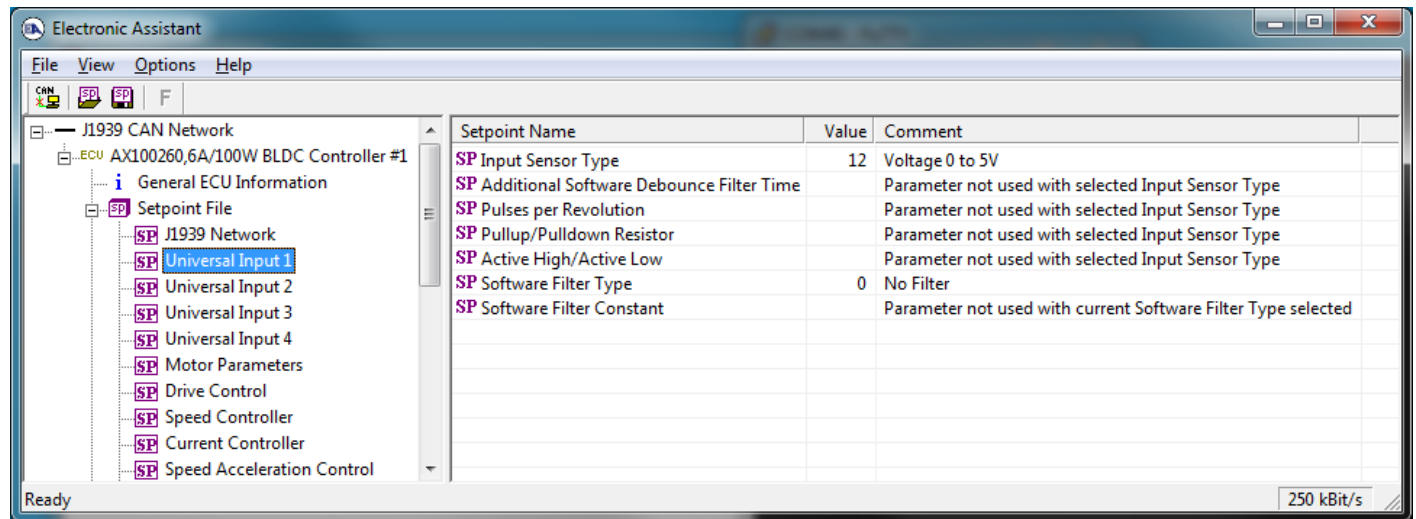 Electronic Assistant
File View Options Help
CAN SP SP F
J1939 CAN Network
ECU AX100260,6A/100W BLDC Controller #1
i General ECU Information
SP Setpoint File
SP J1939 Network
SP Universal Input 1
SP Universal Input 2
SP Universal Input 3
SP Universal Input 4
SP Motor Parameters
SP Drive Control
SP Speed Controller
SP Current Controller
SP Speed Acceleration Control
Setpoint Name Value Comment
SP Input Sensor Type 12 Voltage 0 to 5V
SP Additional Software Debounce Filter Time Parameter not used with selected Input Sensor Type
SP Pulses per Revolution Parameter not used with selected Input Sensor Type
SP Pullup/Pulldown Resistor Parameter not used with selected Input Sensor Type
SP Active High/Active Low Parameter not used with selected Input Sensor Type
SP Software Filter Type 0 No Filter
SP Software Filter Constant Parameter not used with current Software Filter Type selected
Ready 250 kBit/s